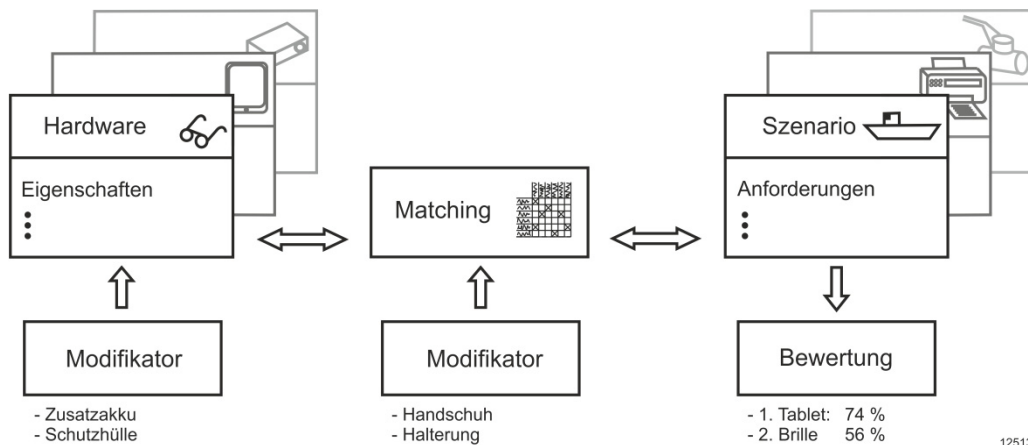 Hardware
Eigenschaften
Matching
Szenario
Anforderungen
Modifikator
- Zusatzakku
- Schutzhülle
Modifikator
- Handschuh
- Halterung
Bewertung
- 1. Tablet: 74 %
- 2. Brille 56 %